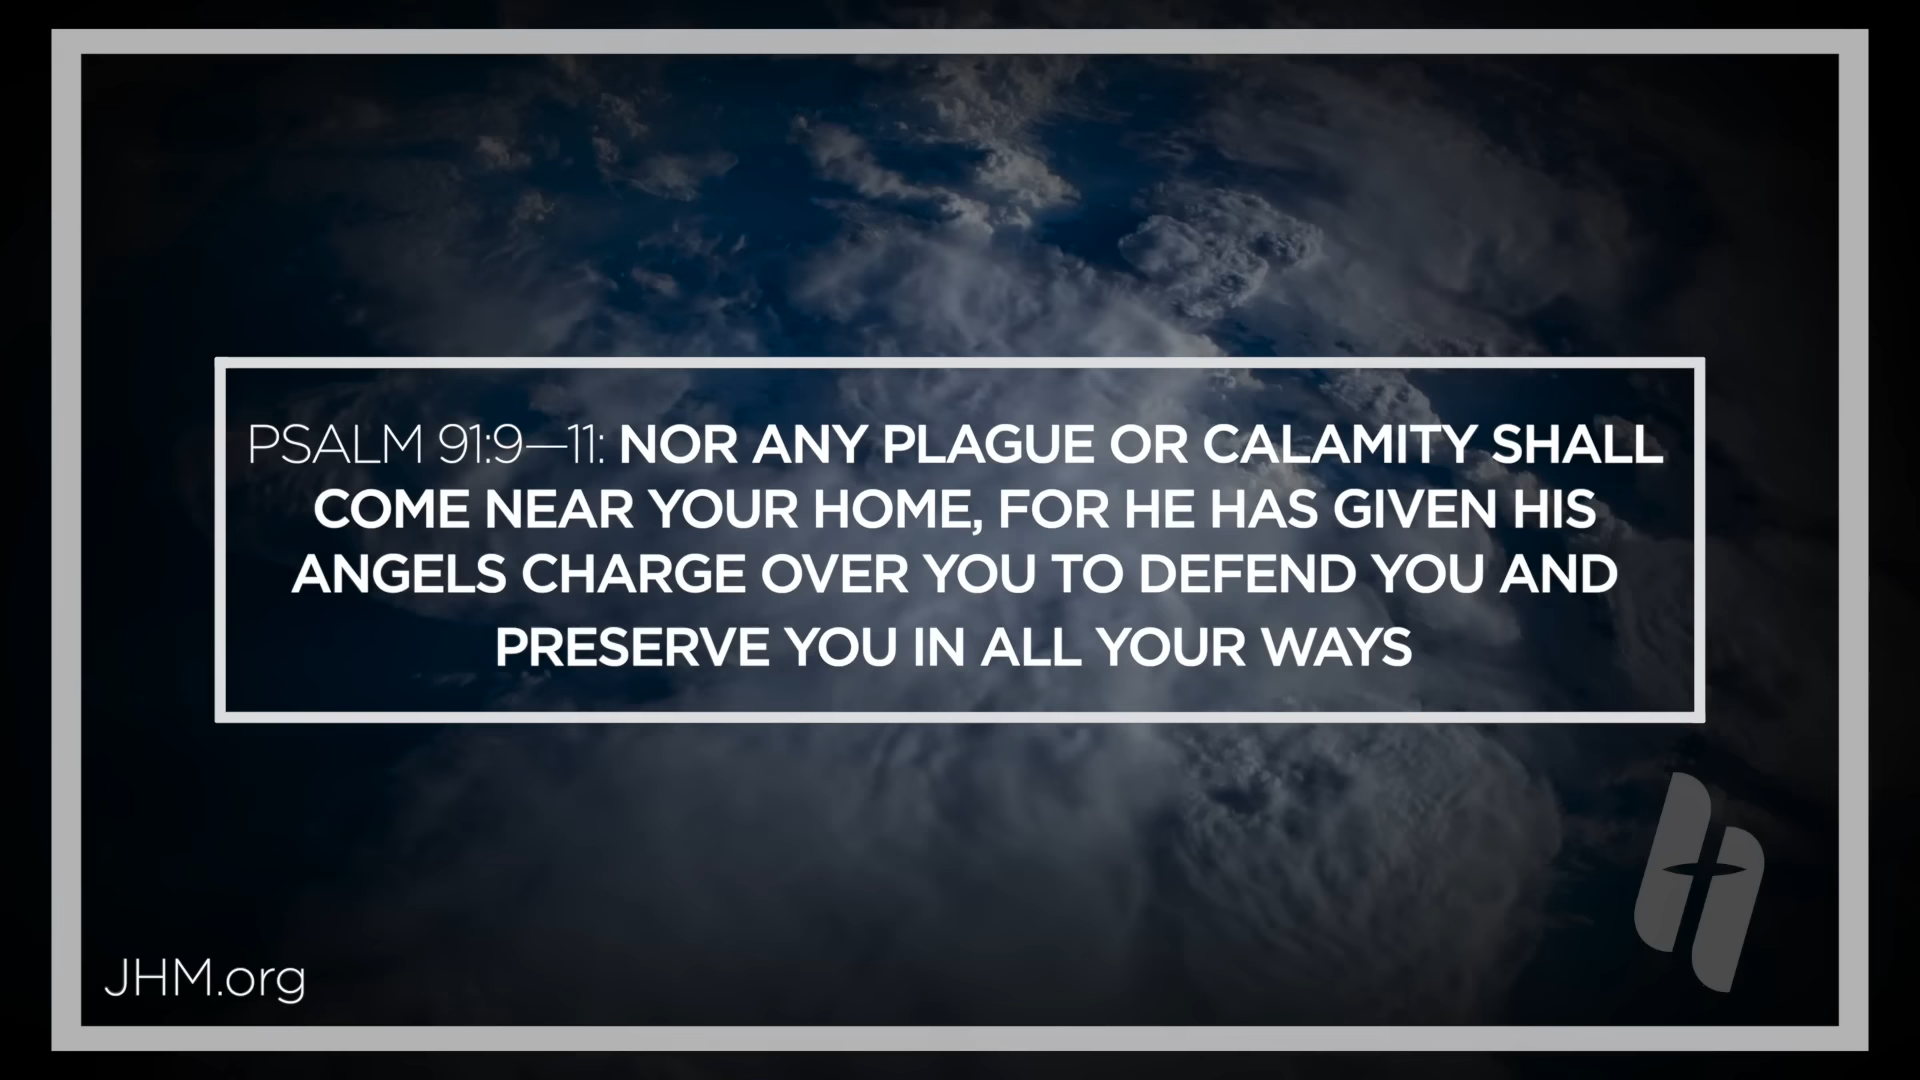 PSALM 91:9—11: NOR ANY PLAGUE OR CALAMITY SHALL
COME NEAR YOUR HOME, FOR HE HAS GIVEN HIS
ANGELS CHARGE OVER YOU TO DEFEND YOU AND
PRESERVE YOU IN ALL YOUR WAYS
JHM.org